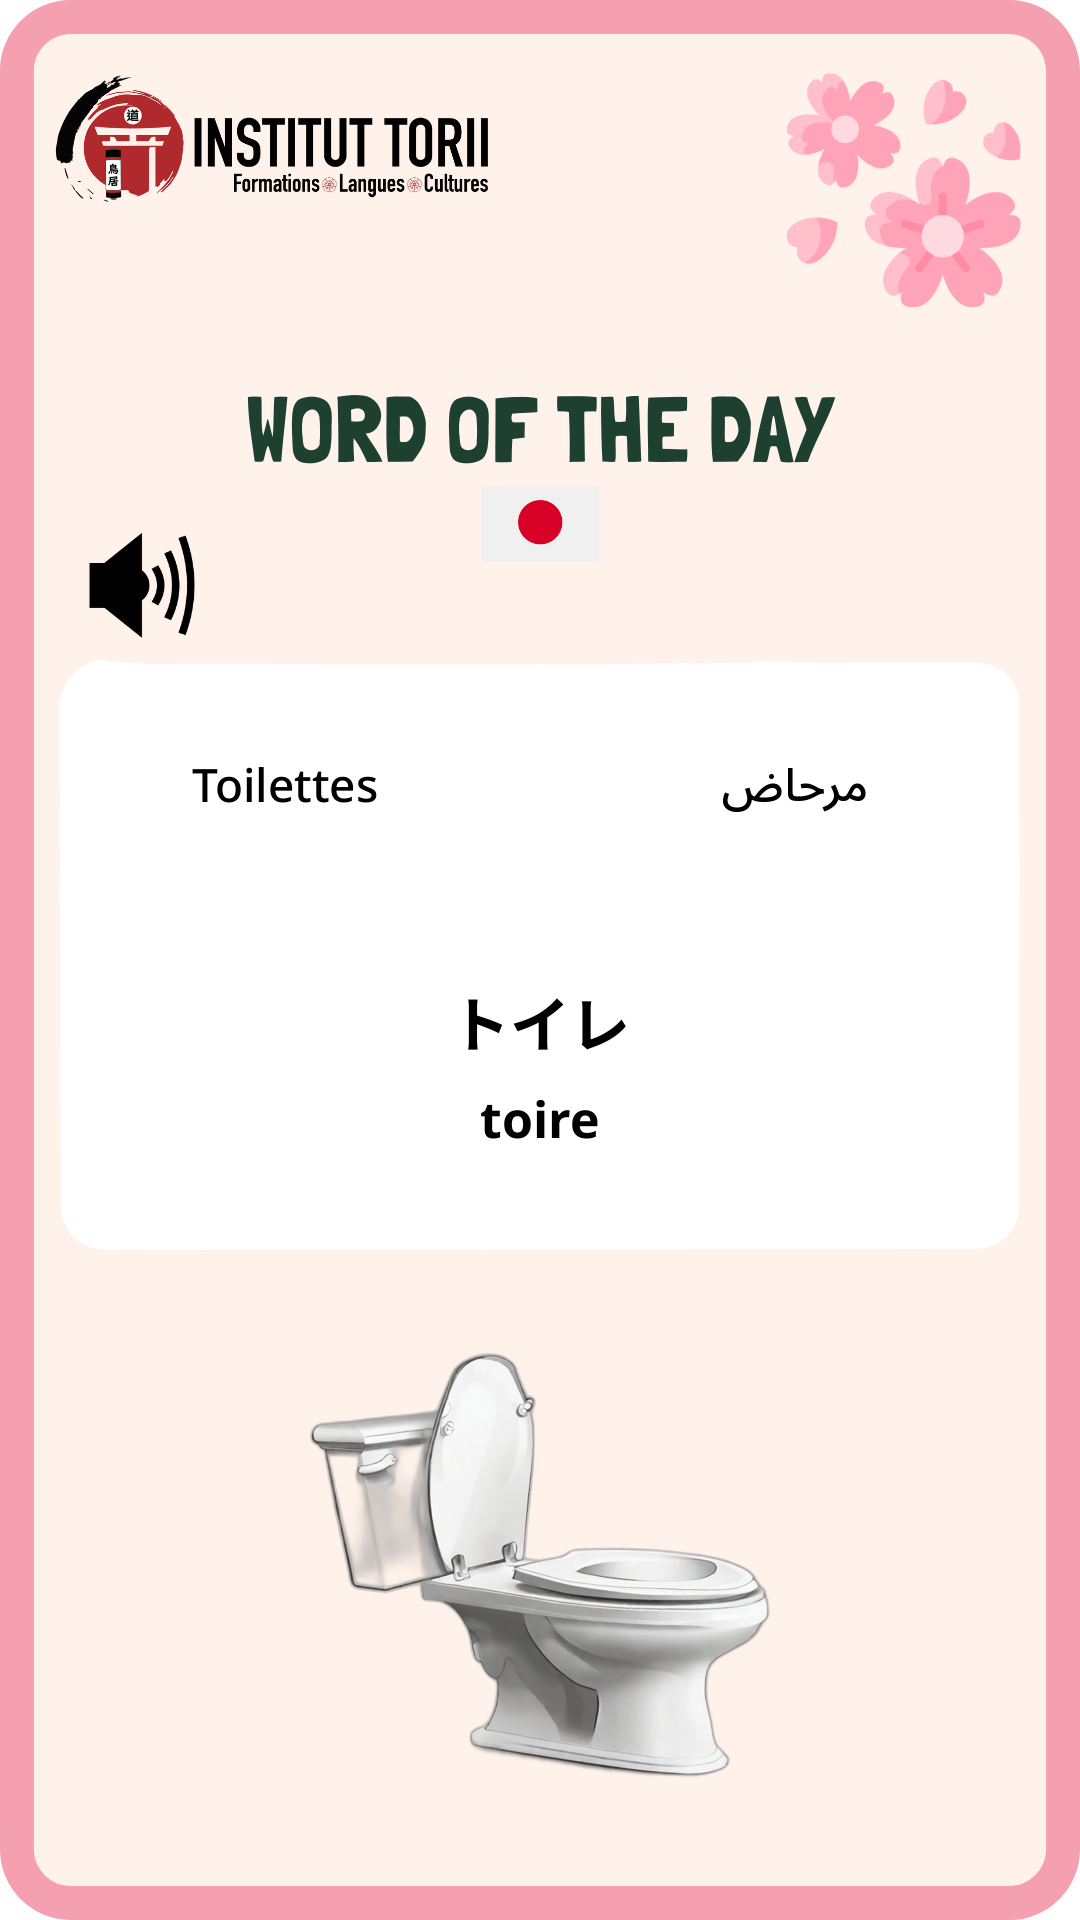 道
鳥居
INSTITUT TORII
Formations Langues Cultures
WORD OF THE DAY
Toilettes
مرحاض
トイレ
toire